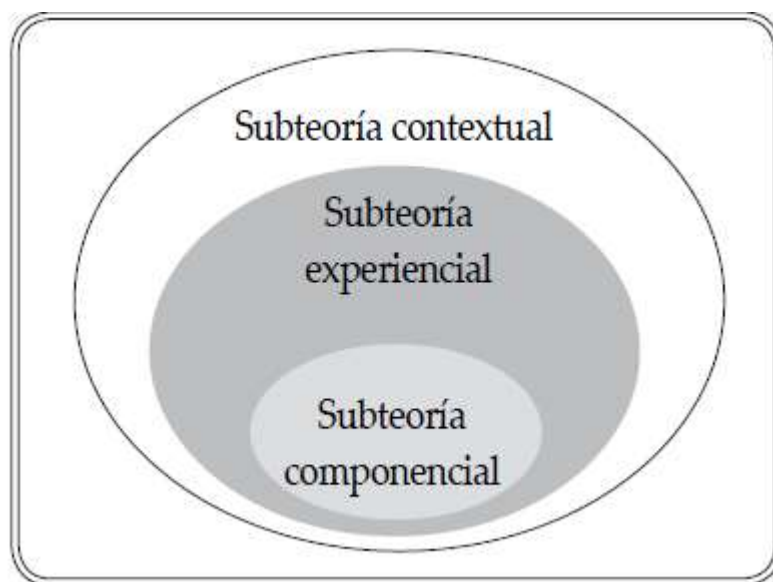 Subteoría contextual
Subteoría
experiencial
Subteoría
componencial